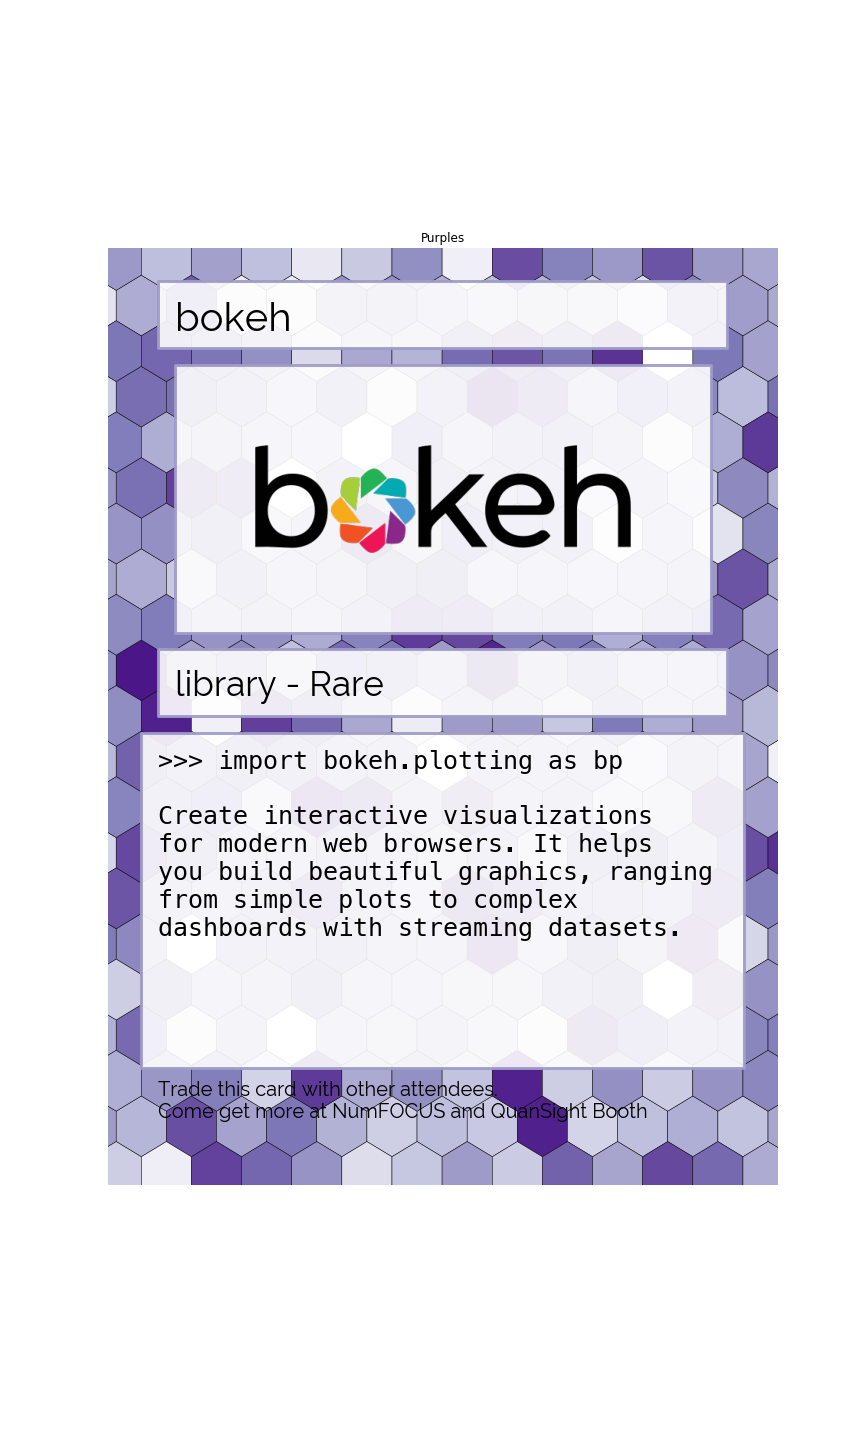 Purples
bokeh
bokeh
library - Rare
>>> import bokeh.plotting as bp
Create interactive visualizations
for modern web browsers. It helps
you build beautiful graphics, ranging
from simple plots to complex
dashboards with streaming datasets.
Trade this card with other attendees.
Come get more at NumFOCUS and QuanSight Booth